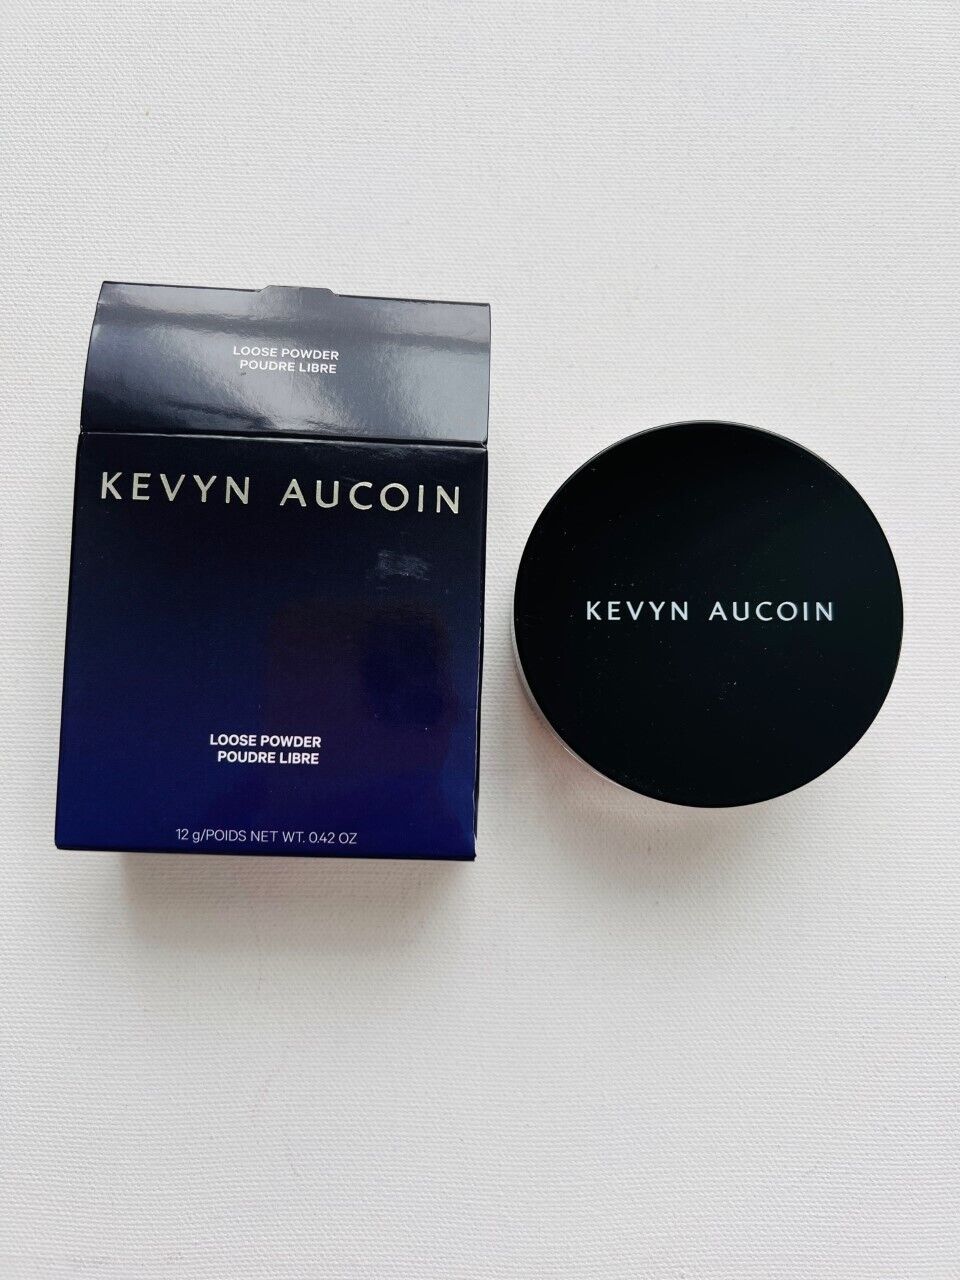 LOOSE POWDER
POUDRE LIBRE
KEVYN AUCOIN
LOOSE POWDER
POUDRE LIBRE
12 g/POIDS NET WT. 0.42 OZ
KEVYN AUCOIN